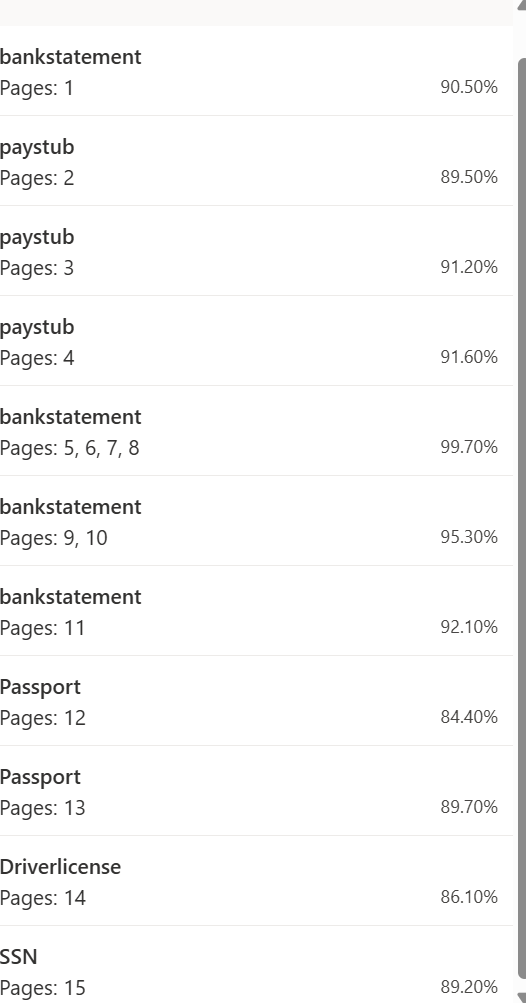 bankstatement
Pages: 1 90.50%
paystub
Pages: 2 89.50%
paystub
Pages: 3 91.20%
paystub
Pages: 4 91.60%
bankstatement
Pages: 5, 6, 7, 8 99.70%
bankstatement
Pages: 9, 10 95.30%
bankstatement
Pages: 11 92.10%
Passport
Pages: 12 84.40%
Passport
Pages: 13 89.70%
Driverlicense
Pages: 14 86.10%
SSN
Pages: 15 89.20%